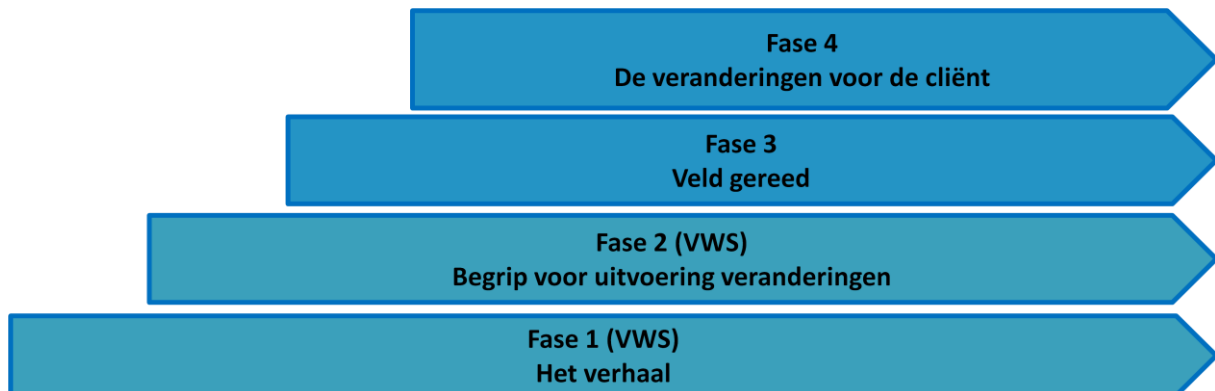 Fase 4
De veranderingen voor de cliënt
Fase 3
Veld gereed
Fase 2 (VWS)
Begrip voor uitvoering veranderingen
Fase 1 (VWS)
Het verhaal